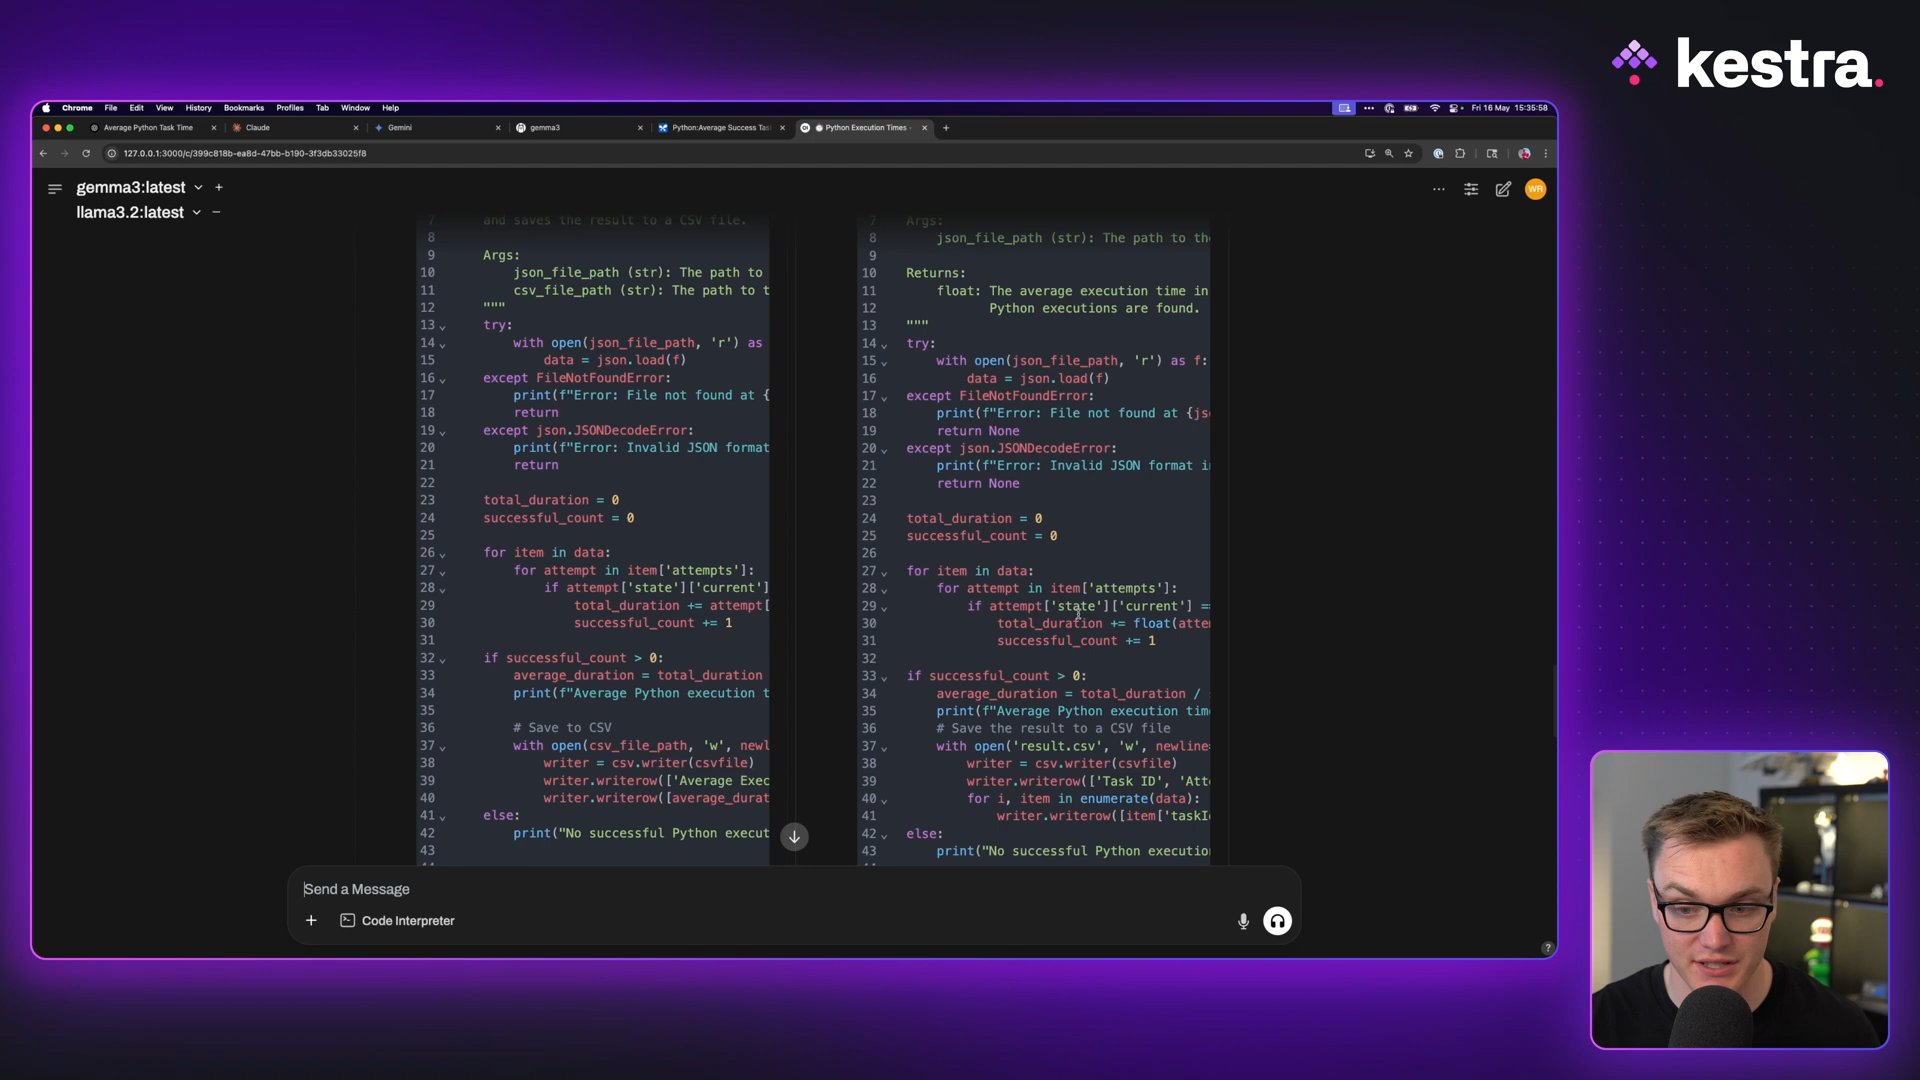 kestra.
Chrome File Edit View History Bookmarks Profiles Tab Window Help
Fri 16 May 15:35:58
Average Python Task Time
Claude
Gemini
gemma3
Python:Average Success Tas
Python Execution Times
127.0.0.1:3000/c/399c818b-ea8d-47bb-b190-3f3db33025f8
gemma3:latest
llama3.2:latest
WR
7 and saves the result to a CSV file.
8
9 Args:
10 json_file_path (str): The path to
11 csv_file_path (str): The path to t
12 """
13 try:
14 with open(json_file_path, 'r') as
15 data = json.load(f)
16 except FileNotFoundError:
17 print(f"Error: File not found at {
18 return
19 except json.JSONDecodeError:
20 print(f"Error: Invalid JSON format
21 return
22
23 total_duration = 0
24 successful_count = 0
25
26 for item in data:
27 for attempt in item['attempts']:
28 if attempt['state']['current']
29 total_duration += attempt[
30 successful_count += 1
31
32 if successful_count > 0:
33 average_duration = total_duration
34 print(f"Average Python execution t
35
36 # Save to CSV
37 with open(csv_file_path, 'w', newl
38 writer = csv.writer(csvfile)
39 writer.writerow(['Average Exec
40 writer.writerow([average_durat
41 else:
42 print("No successful Python execut
43
7 Args:
8 json_file_path (str): The path to the
9
10 Returns:
11 float: The average execution time in
12 Python executions are found.
13 """
14 try:
15 with open(json_file_path, 'r') as f:
16 data = json.load(f)
17 except FileNotFoundError:
18 print(f"Error: File not found at {jso
19 return None
20 except json.JSONDecodeError:
21 print(f"Error: Invalid JSON format in
22 return None
23
24 total_duration = 0
25 successful_count = 0
26
27 for item in data:
28 for attempt in item['attempts']:
29 if attempt['state']['current'] ==
30 total_duration += float(atte
31 successful_count += 1
32
33 if successful_count > 0:
34 average_duration = total_duration /
35 print(f"Average Python execution time
36 # Save the result to a CSV file
37 with open('result.csv', 'w', newline=
38 writer = csv.writer(csvfile)
39 writer.writerow(['Task ID', 'Atte
40 for i, item in enumerate(data):
41 writer.writerow([item['taskI
42 else:
43 print("No successful Python execution
Send a Message
Code Interpreter
?